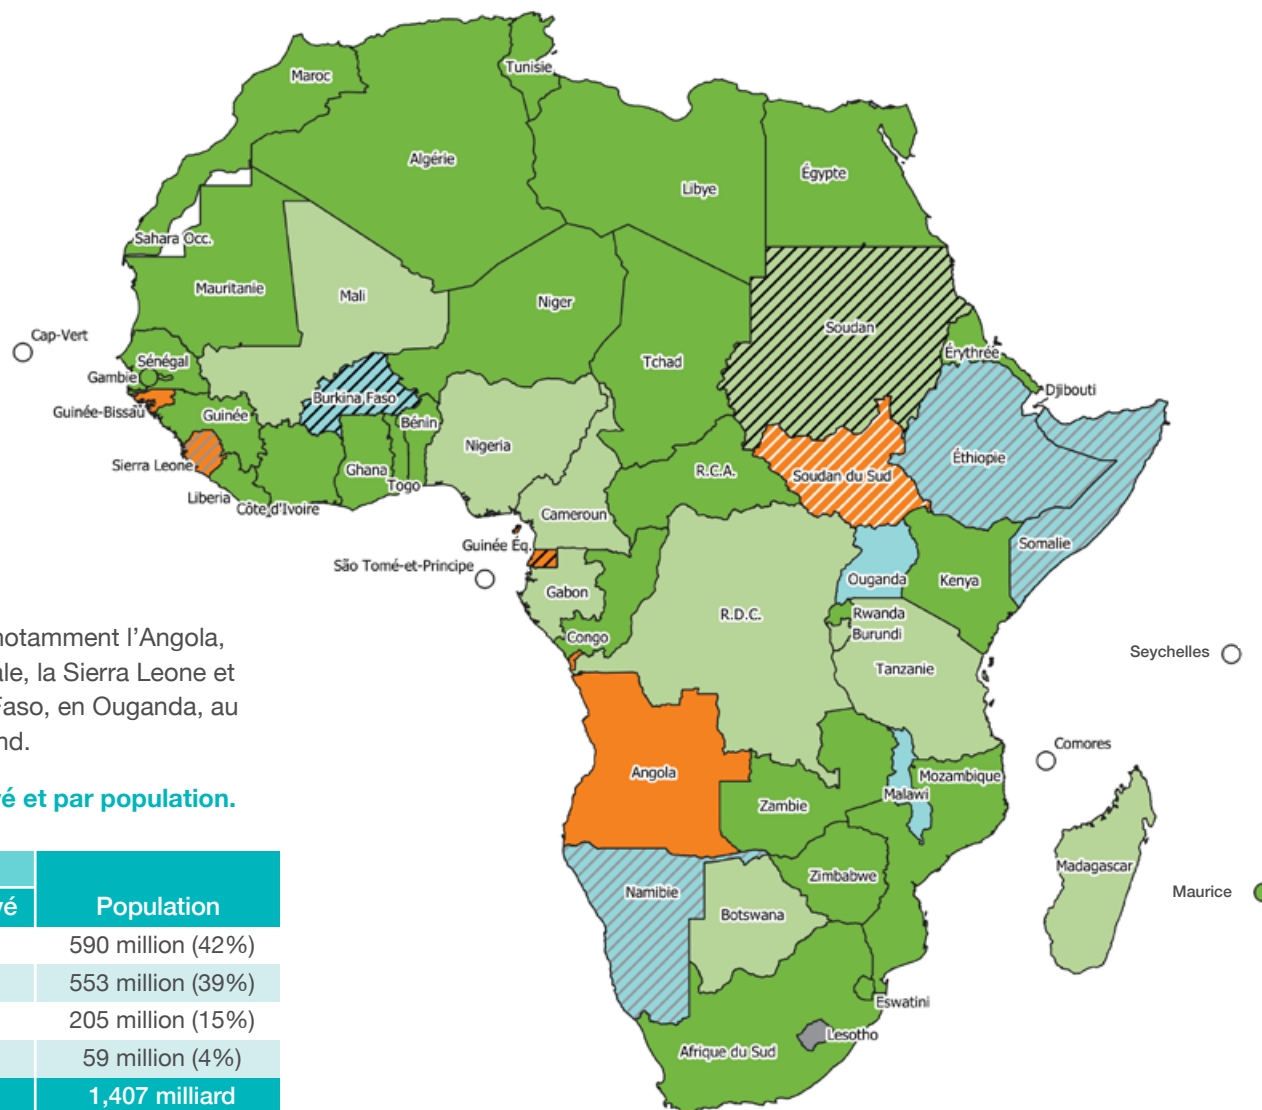 Maroc
Tunisie
Algérie
Libye
Égypte
Sahara Occ.
Mauritanie
Mali
Niger
Soudan
Cap-Vert
Sénégal
Tchad
Érythrée
Gambie
Djibouti
Burkina Faso
Guinée-Bissau
Guinée
Bénin
Nigeria
Éthiopie
Sierra Leone
Ghana
R.C.A.
Soudan du Sud
Togo
Liberia
Côte d'Ivoire
Cameroun
Guinée Éq.
Somalie
São Tomé-et-Principe
Ouganda
Kenya
Gabon
R.D.C.
Rwanda
Congo
Burundi
Seychelles
Tanzanie
notamment l'Angola,
ale, la Sierra Leone et
Faso, en Ouganda, au
nd.
Comores
Angola
Mozambique
Malawi
Zambie
vé et par population.
Madagascar
Zimbabwe
Namibie
Maurice
Botswana
vé Population
590 million (42%)
553 million (39%)
Eswatini
205 million (15%)
Lesotho
Afrique du Sud
59 million (4%)
1,407 milliard